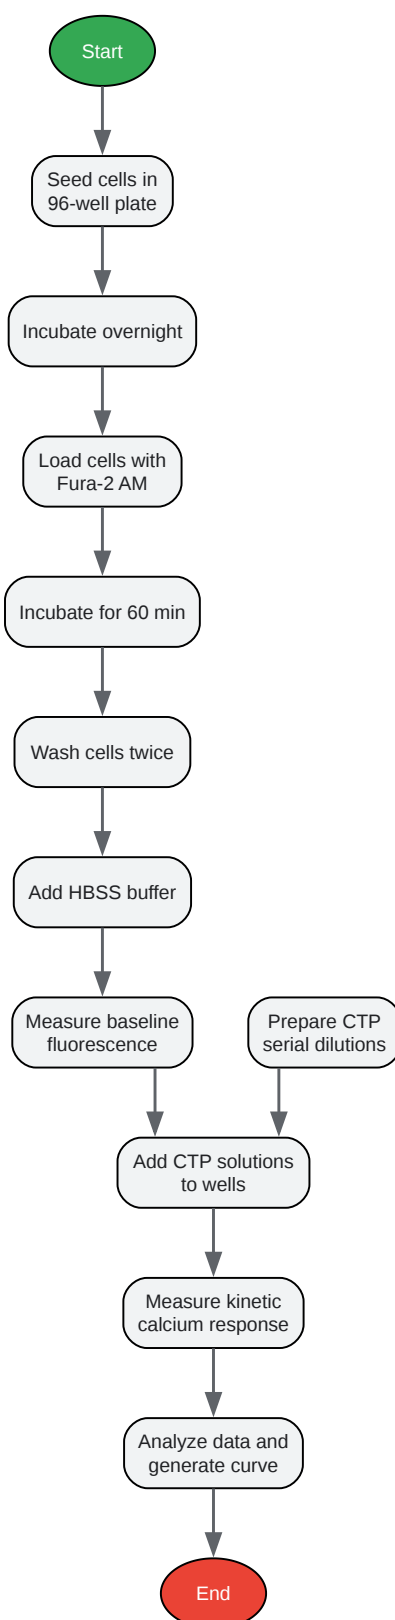 Start
Seed cells in
96-well plate
Incubate overnight
Load cells with
Fura-2 AM
Incubate for 60 min
Wash cells twice
Add HBSS buffer
Measure baseline
fluorescence
Prepare CTP
serial dilutions
Add CTP solutions
to wells
Measure kinetic
calcium response
Analyze data and
generate curve
End